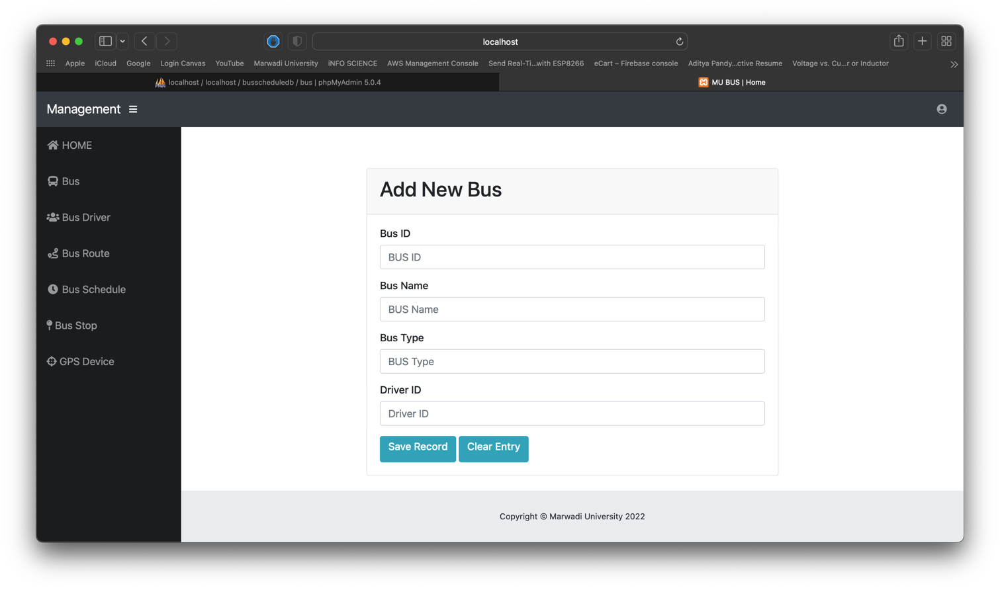 localhost
Apple
iCloud
Google
Login Canvas
YouTube
Marwadi University
iNFO SCIENCE
AWS Management Console
Send Real-Ti...with ESP8266
eCart – Firebase console
Aditya Pandy...ctive Resume
Voltage vs. Cu...r or Inductor
localhost / localhost / busscheduledb / bus | phpMyAdmin 5.0.4
MU BUS | Home
Management
HOME
Bus
Bus Driver
Bus Route
Bus Schedule
Bus Stop
GPS Device
Add New Bus
Bus ID
BUS ID
Bus Name
BUS Name
Bus Type
BUS Type
Driver ID
Driver ID
Save Record
Clear Entry
Copyright © Marwadi University 2022